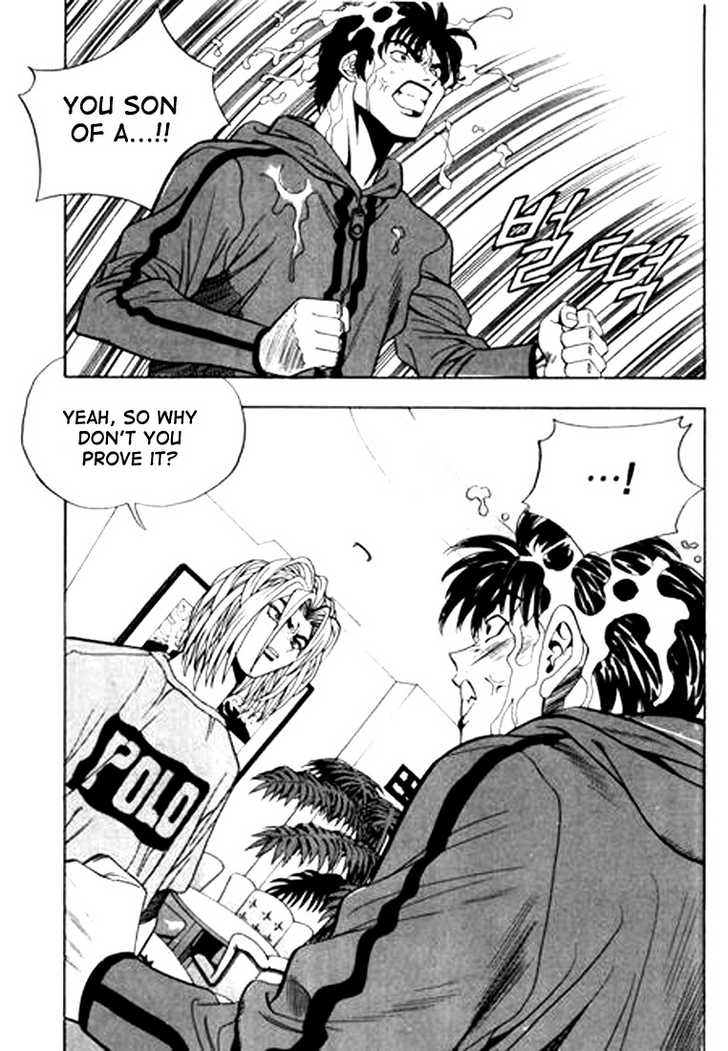 YOU SON
OF A...!!
벌떡
YEAH, SO WHY
DON'T YOU
PROVE IT?
...!
POLO